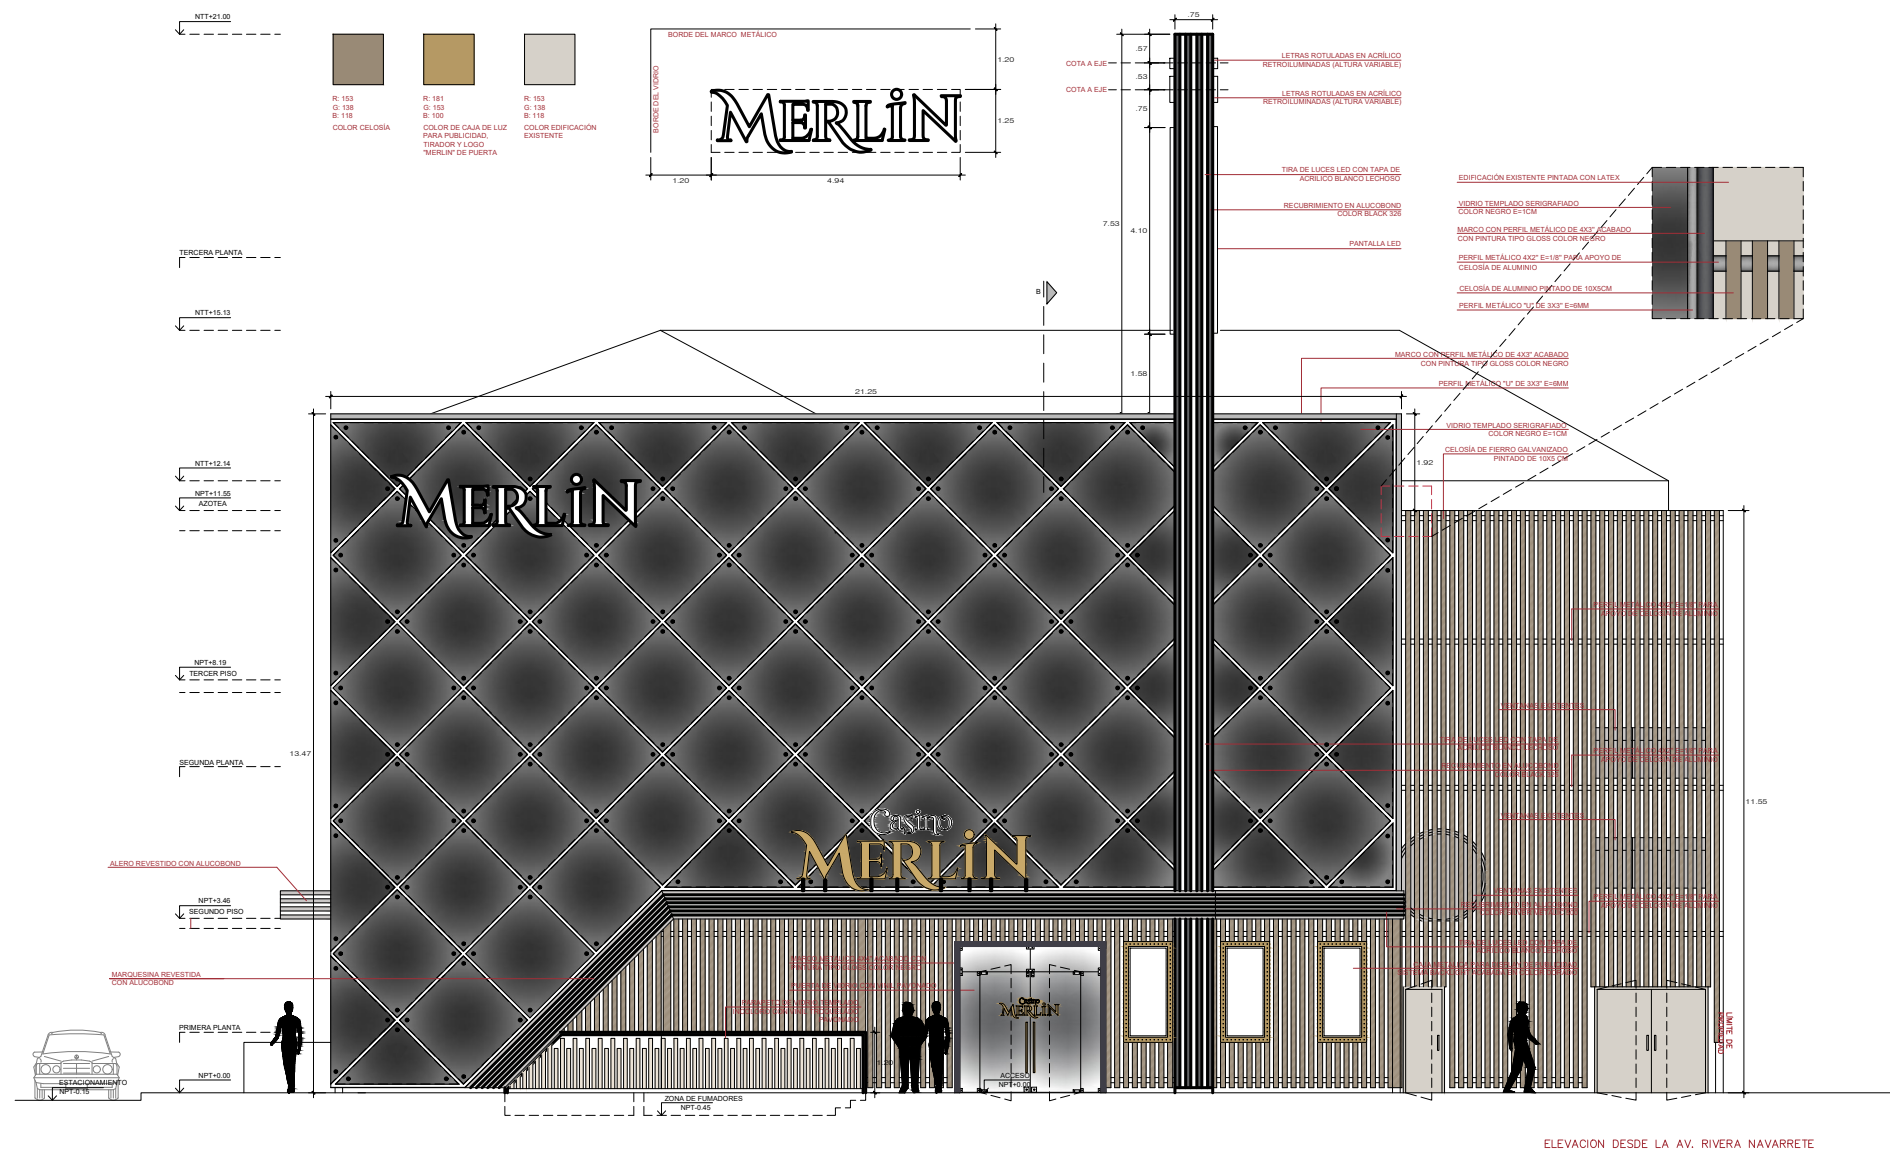 NTT+21.00
R: 153
G: 138
B: 118
COLOR CELOSÍA
R: 181
G: 153
B: 100
COLOR DE CAJA DE LUZ
PARA PUBLICIDAD,
TIRADOR Y LOGO
"MERLIN" DE PUERTA
R: 153
G: 138
B: 118
COLOR EDIFICACIÓN
EXISTENTE
BORDE DEL MARCO METÁLICO
BORDE DEL VIDRIO
MERLIN
1.20
1.25
1.20
4.94
.75
.57
COTA A EJE
.53
COTA A EJE
.75
7.53
4.10
1.58
LETRAS ROTULADAS EN ACRÍLICO
RETROILUMINADAS (ALTURA VARIABLE)
LETRAS ROTULADAS EN ACRÍLICO
RETROILUMINADAS (ALTURA VARIABLE)
TIRA DE LUCES LED CON TAPA DE
ACRILICO BLANCO LECHOSO
RECUBRIMIENTO EN ALUCOBOND
COLOR BLACK 326
PANTALLA LED
EDIFICACIÓN EXISTENTE PINTADA CON LATEX
VIDRIO TEMPLADO SERIGRAFIADO
COLOR NEGRO E=1CM
MARCO CON PERFIL METÁLICO DE 4X3" ACABADO
CON PINTURA TIPO GLOSS COLOR NEGRO
PERFIL METÁLICO 4X2" E=1/8" PARA APOYO DE
CELOSÍA DE ALUMINIO
CELOSÍA DE ALUMINIO PINTADO DE 10X5CM
PERFIL METÁLICO "U" DE 3X3" E=6MM
MARCO CON PERFIL METÁLICO DE 4X3" ACABADO
CON PINTURA TIPO GLOSS COLOR NEGRO
PERFIL METÁLICO "U" DE 3X3" E=6MM
VIDRIO TEMPLADO SERIGRAFIADO
COLOR NEGRO E=1CM
CELOSÍA DE FIERRO GALVANIZADO
PINTADO DE 10X5 CM
1.92
B
21.25
TERCERA PLANTA
NTT+15.13
NTT+12.14
NPT+11.55
AZOTEA
NPT+8.19
TERCER PISO
SEGUNDA PLANTA
13.47
11.55
MERLIN
Casino
MERLIN
ALERO REVESTIDO CON ALUCOBOND
NPT+3.46
SEGUNDO PISO
MARQUESINA REVESTIDA
CON ALUCOBOND
PRIMERA PLANTA
NPT+0.00
ESTACIONAMIENTO
NPT-0.15
ZONA DE FUMADORES
NPT-0.45
1.20
Casino
MERLIN
ACCESO
NPT+0.00
VENTANAS EXISTENTES
VENTANAS EXISTENTES
LÍMITE DE
ELEVACION DESDE LA AV. RIVERA NAVARRETE